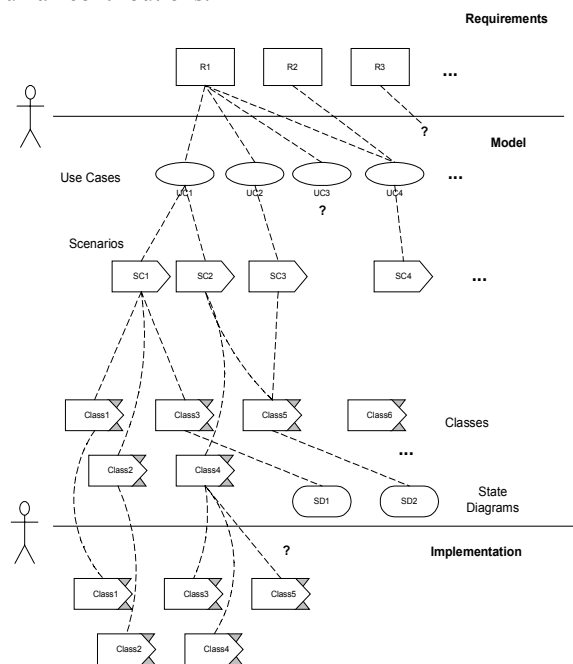 Requirements
R1 R2 R3 ...
?
Model
Use Cases UC1 UC2 UC3 UC4 ...
?
Scenarios
SC1 SC2 SC3 SC4 ...
Class1 Class3 Class5 Class6 Classes
...
Class2 Class4
SD1 SD2 State
Diagrams
? Implementation
Class1 Class3 Class5
Class2 Class4